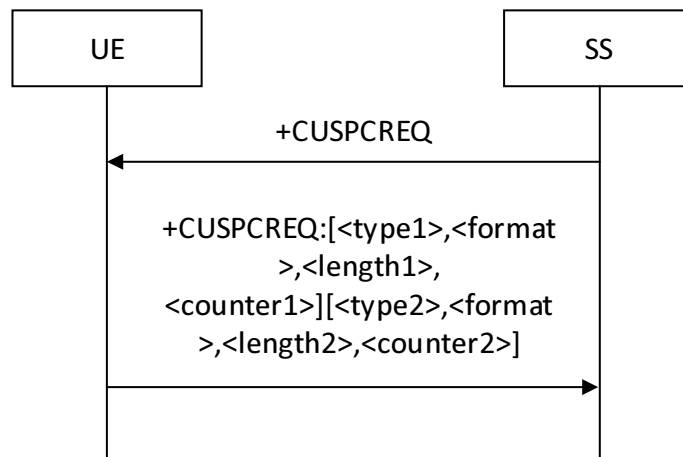 UE
SS
+CUSPCREQ
+CUSPCREQ:[<type1>,<format
>,<length1>,
<counter1>][<type2>,<format
>,<length2>,<counter2>]